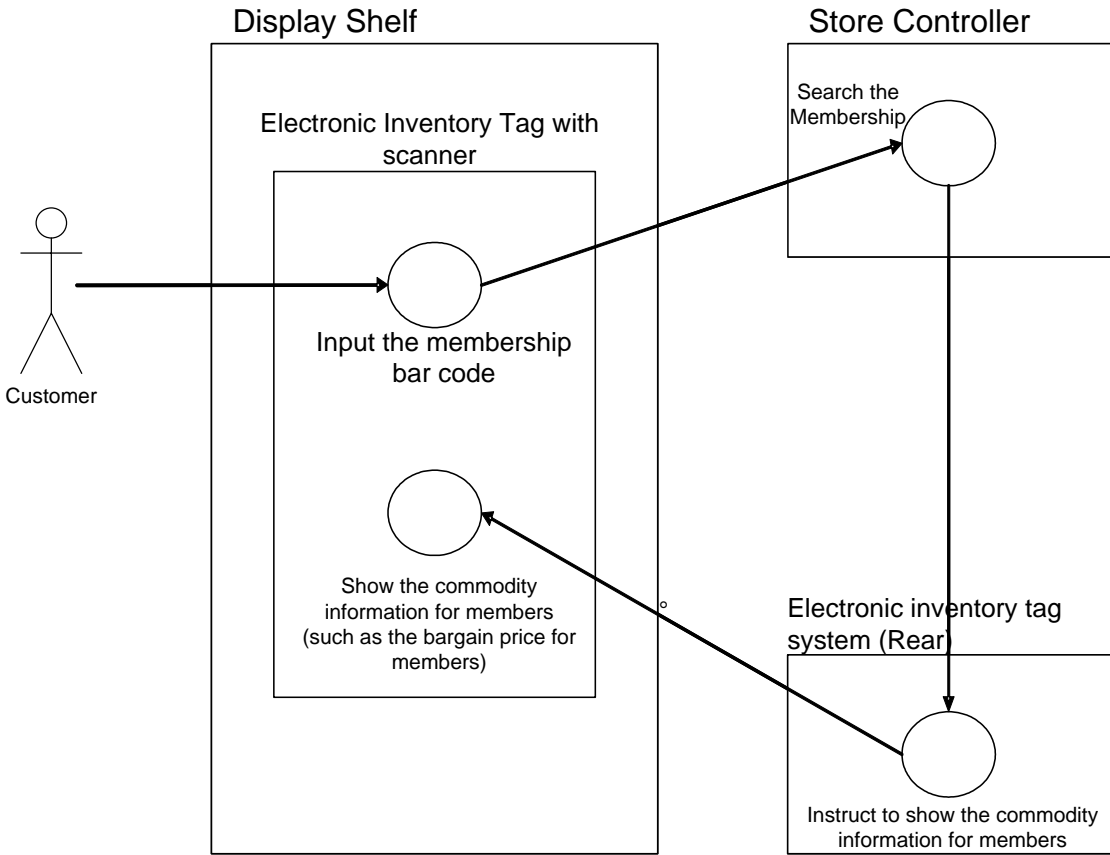 Display Shelf
Store Controller
Search the
Membership
Electronic Inventory Tag with
scanner
Input the membership
bar code
Customer
Show the commodity
information for members
(such as the bargain price for
members)
Electronic inventory tag
system (Rear)
Instruct to show the commodity
information for members